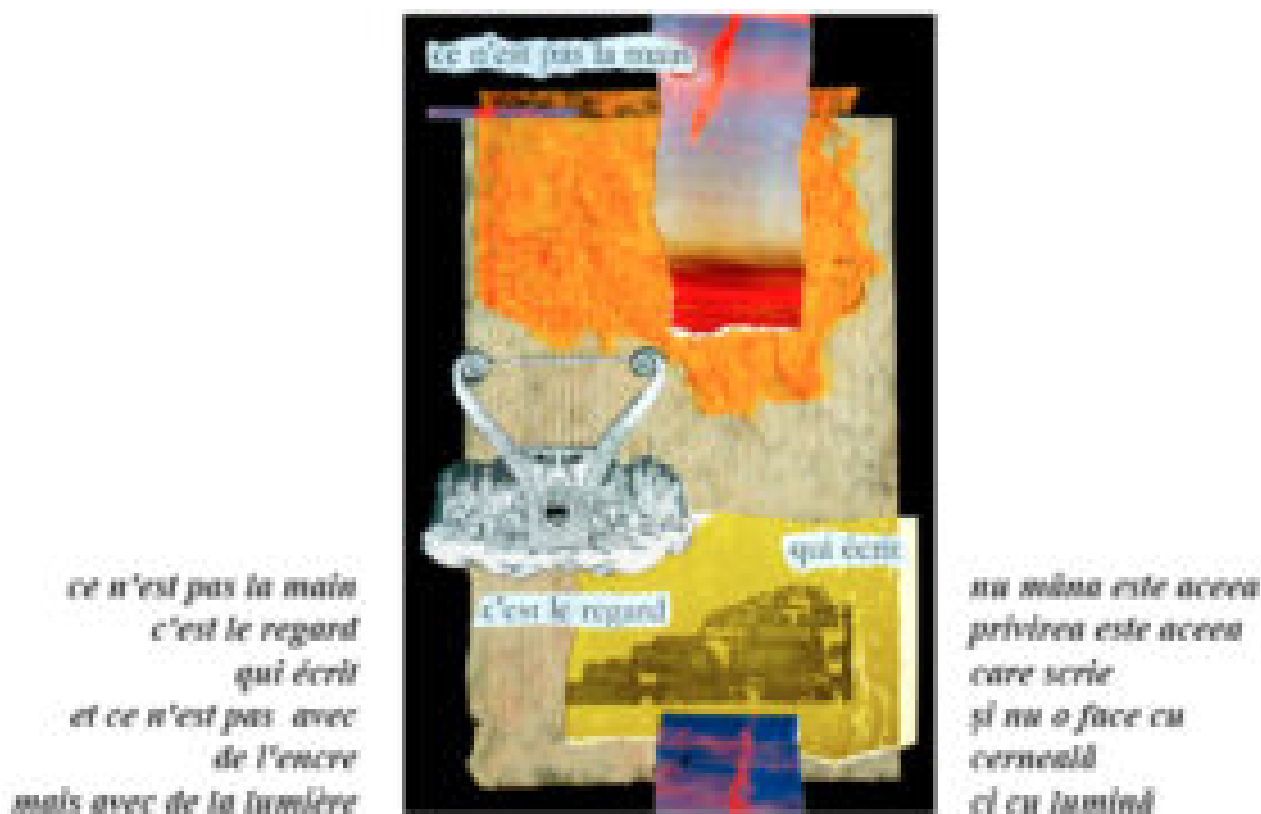 ce n'est pas la main
qui écrit
c'est le regard
ce n'est pas la main
c'est le regard
qui écrit
et ce n'est pas avec
de l'encre
mais avec de la lumière
nu mâna este aceea
privirea este aceea
care scrie
și nu o face cu
cerneală
ci cu lumină